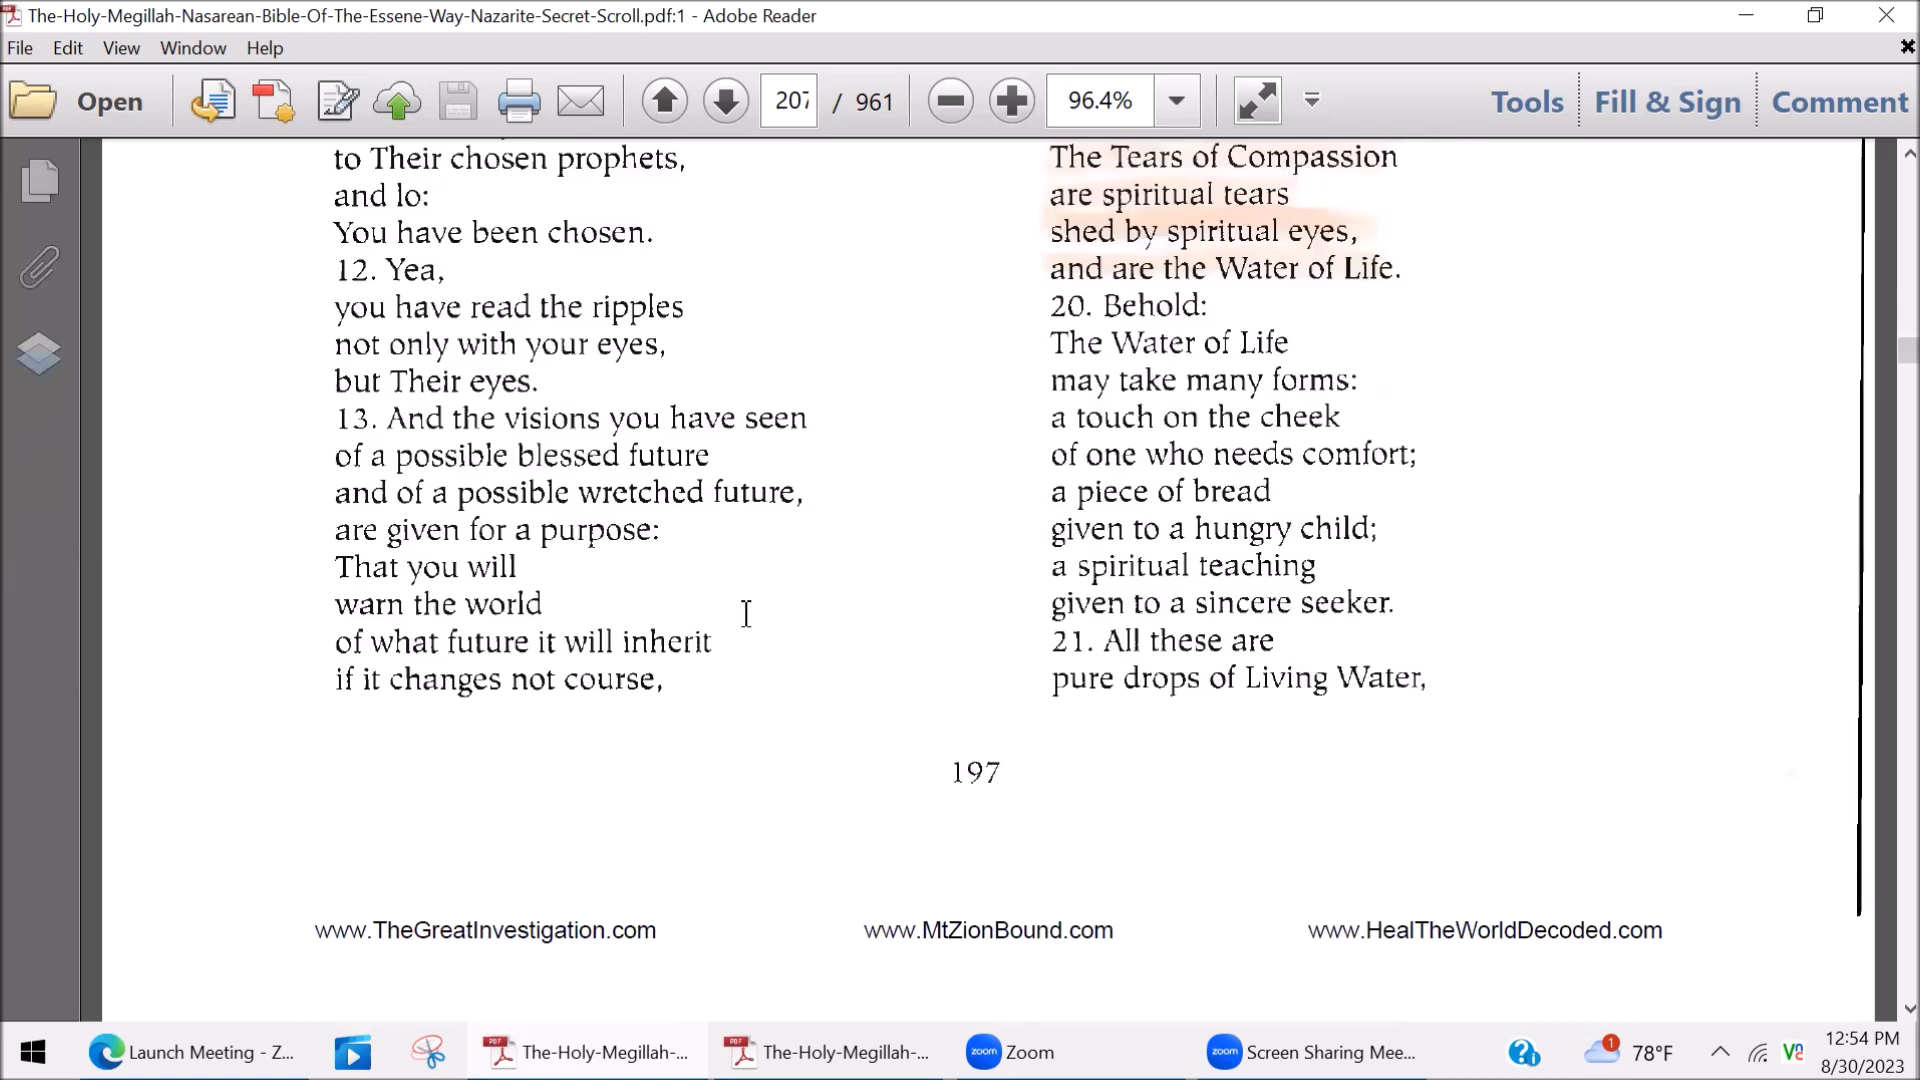 The-Holy-Megillah-Nasarean-Bible-Of-The-Essene-Way-Nazarite-Secret-Scroll.pdf:1 - Adobe Reader
File Edit View Window Help
Open 207 / 961 96.4% Tools Fill & Sign Comment
to Their chosen prophets,
and lo:
You have been chosen.
12. Yea,
you have read the ripples
not only with your eyes,
but Their eyes.
13. And the visions you have seen
of a possible blessed future
and of a possible wretched future,
are given for a purpose:
That you will
warn the world
of what future it will inherit
if it changes not course,
The Tears of Compassion
are spiritual tears
shed by spiritual eyes,
and are the Water of Life.
20. Behold:
The Water of Life
may take many forms:
a touch on the cheek
of one who needs comfort;
a piece of bread
given to a hungry child;
a spiritual teaching
given to a sincere seeker.
21. All these are
pure drops of Living Water,
197
www.TheGreatInvestigation.com www.MtZionBound.com www.HealTheWorldDecoded.com
Launch Meeting - Z... The-Holy-Megillah-... The-Holy-Megillah-... zoom Zoom zoom Screen Sharing Mee... 1 78°F 12:54 PM
8/30/2023